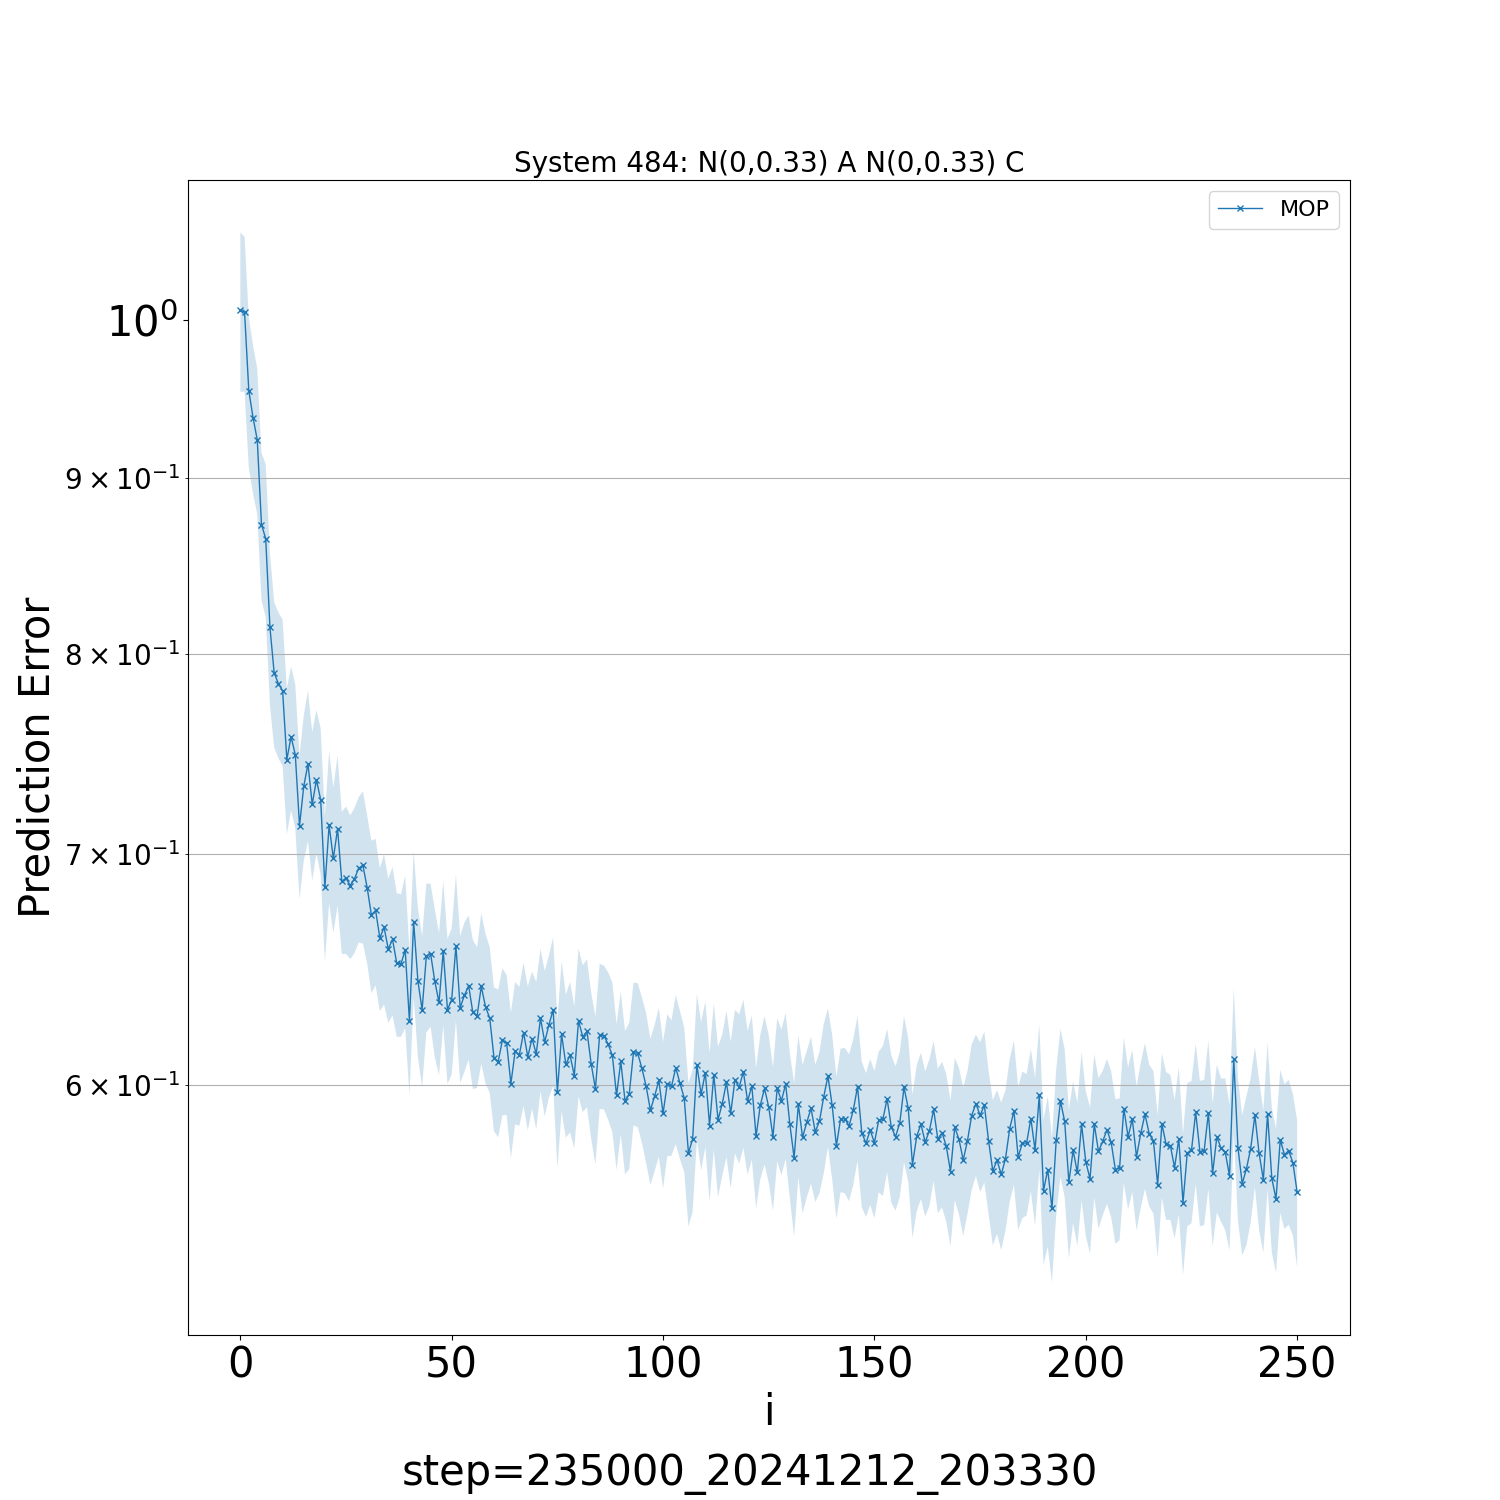 System 484: N(0,0.33) A N(0,0.33) C
MOP
10⁰
9 × 10⁻¹
8 × 10⁻¹
7 × 10⁻¹
6 × 10⁻¹
Prediction Error
0 50 100 150 200 250
i
step=235000_20241212_203330